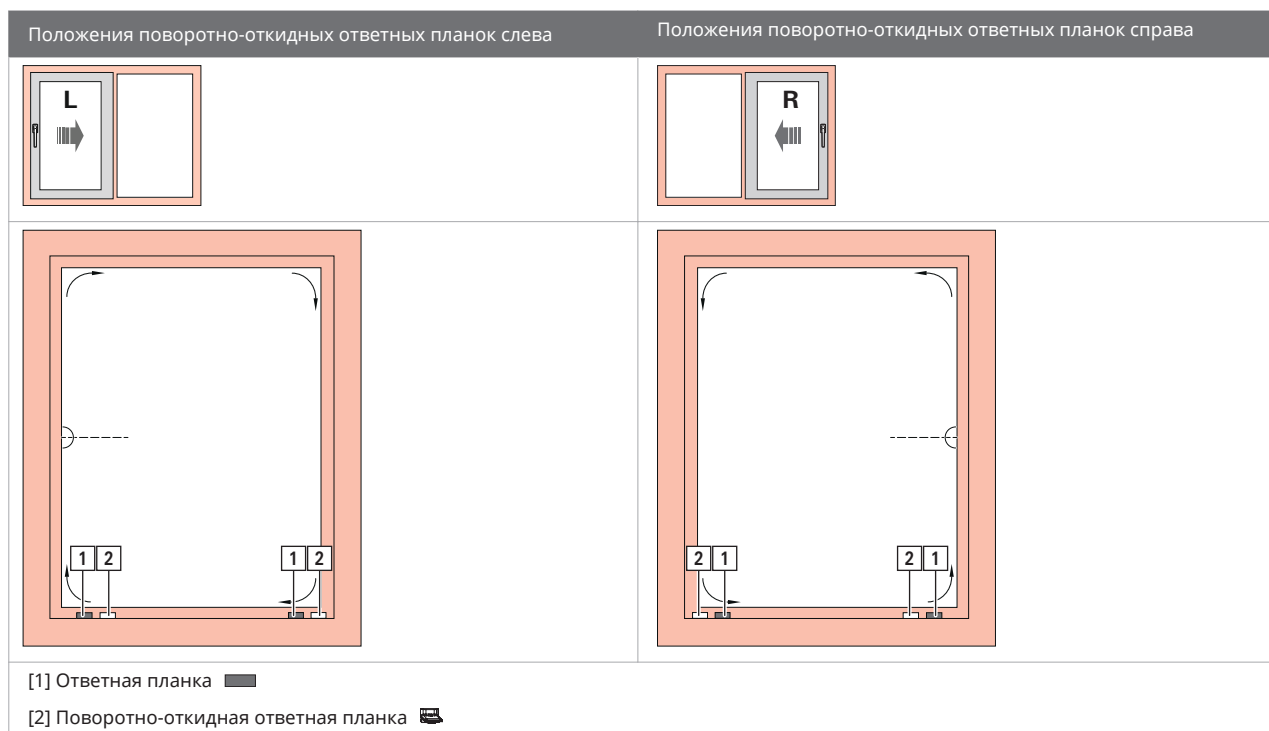 Положения поворотно-откидных ответных планок слева
Положения поворотно-откидных ответных планок справа
L
R
1 2
1 2
2 1
2 1
[1] Ответная планка
[2] Поворотно-откидная ответная планка